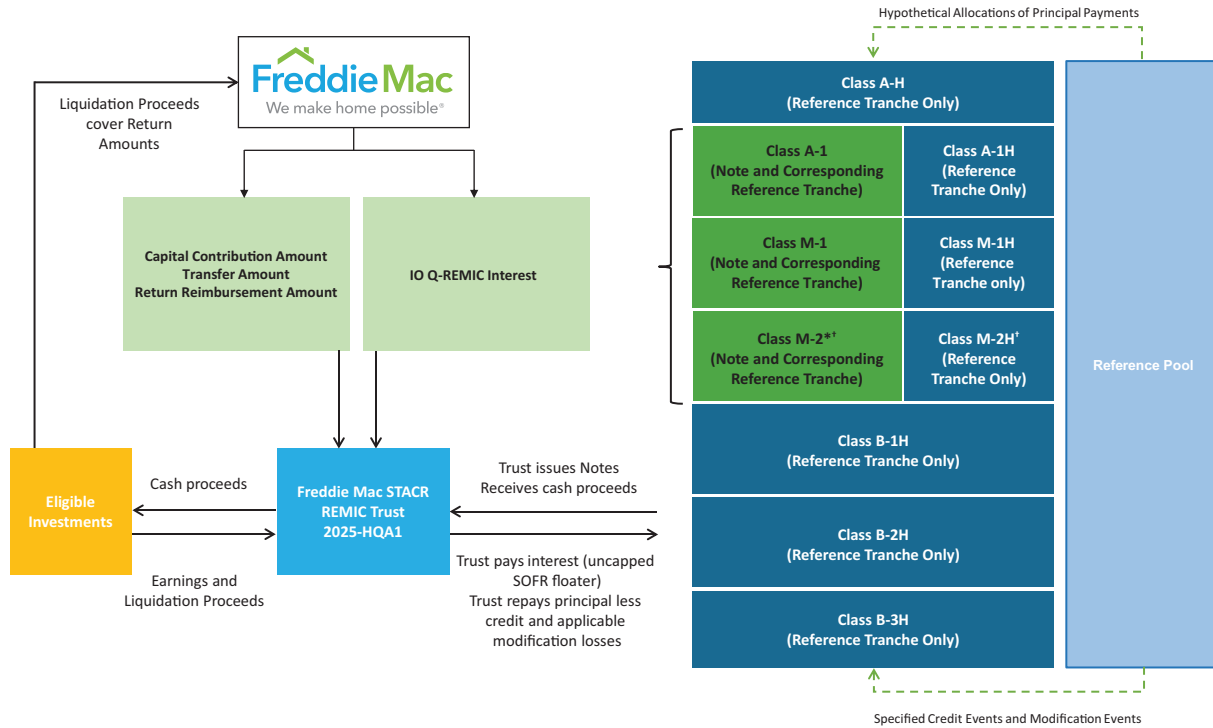 Hypothetical Allocations of Principal Payments
Freddie Mac
We make home possible®
Liquidation Proceeds
cover Return
Amounts
Capital Contribution Amount
Transfer Amount
Return Reimbursement Amount
IO Q-REMIC Interest
Eligible
Investments
Cash proceeds
Earnings and
Liquidation Proceeds
Freddie Mac STACR
REMIC Trust
2025-HQA1
Trust issues Notes
Receives cash proceeds
Trust pays interest (uncapped
SOFR floater)
Trust repays principal less
credit and applicable
modification losses
Class A-H
(Reference Tranche Only)
Class A-1
(Note and Corresponding
Reference Tranche)
Class A-1H
(Reference
Tranche Only)
Class M-1
(Note and Corresponding
Reference Tranche)
Class M-1H
(Reference
Tranche only)
Class M-2*†
(Note and Corresponding
Reference Tranche)
Class M-2H†
(Reference
Tranche Only)
Class B-1H
(Reference Tranche Only)
Class B-2H
(Reference Tranche Only)
Class B-3H
(Reference Tranche Only)
Reference Pool
Specified Credit Events and Modification Events